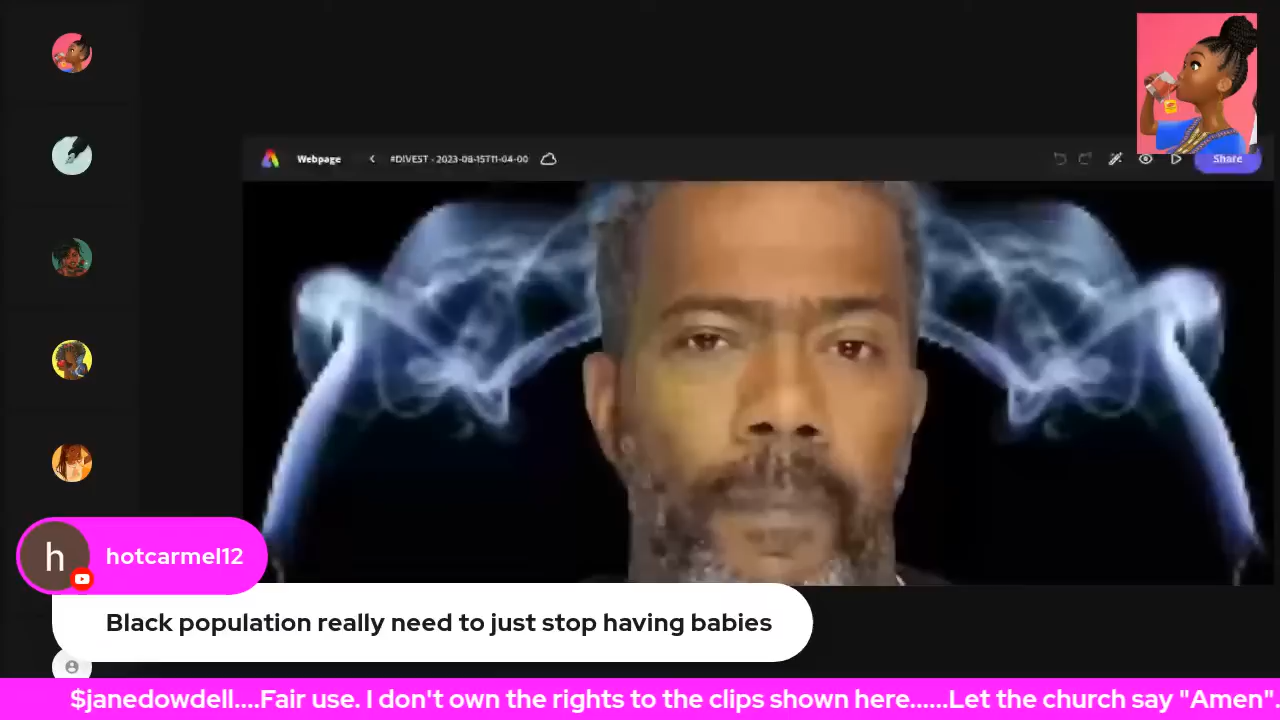 Webpage
#DIVEST - 2023-08-15T11-04-00
Share
h
hotcarmel12
Black population really need to just stop having babies
$janedowdell....Fair use. I don't own the rights to the clips shown here......Let the church say "Amen".